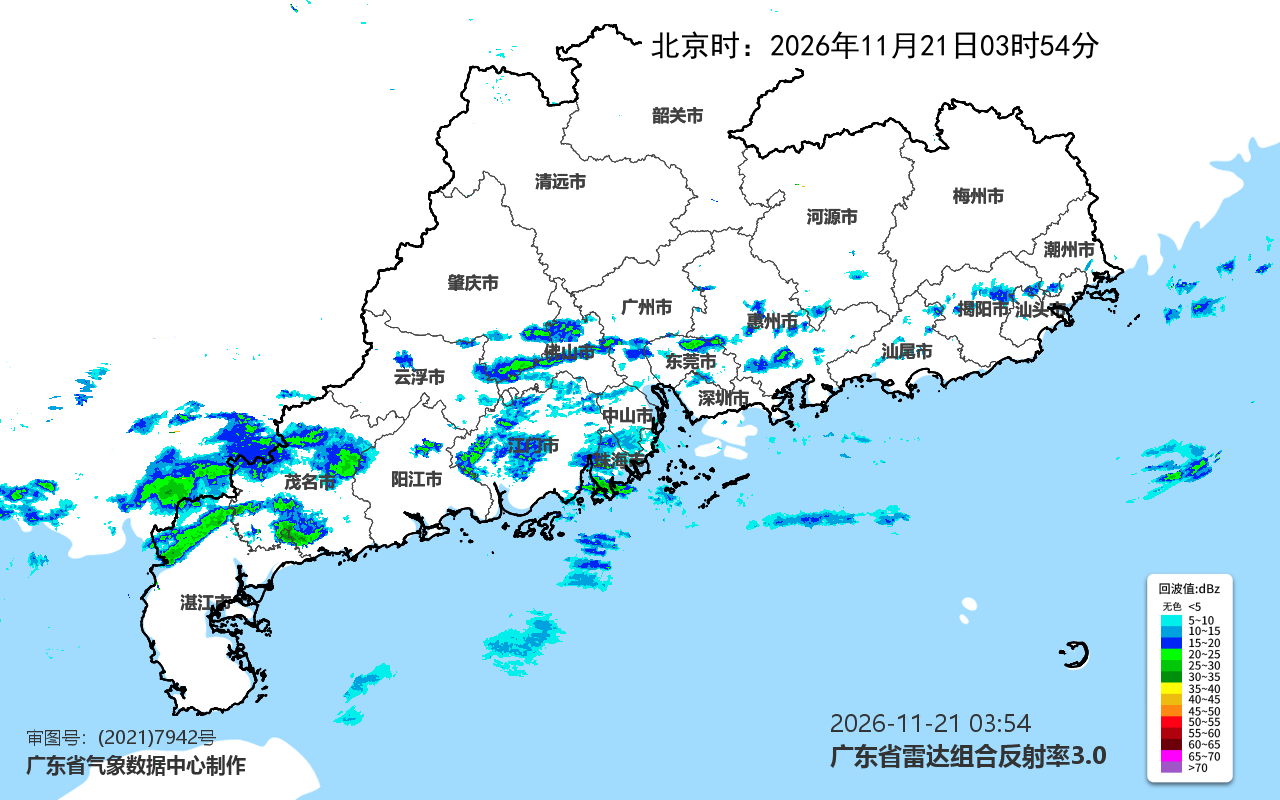 北京时：2026年11月21日03时54分
韶关市
清远市
梅州市
河源市
潮州市
肇庆市
广州市
揭阳市
汕头市
惠州市
佛山市
汕尾市
东莞市
云浮市
深圳市
中山市
江门市
珠海市
阳江市
茂名市
湛江市
回波值:dBz
无色 <5
5~10
10~15
15~20
20~25
25~30
30~35
35~40
40~45
45~50
50~55
55~60
60~65
65~70
>70
2026-11-21 03:54
广东省雷达组合反射率3.0
审图号：(2021)7942号
广东省气象数据中心制作